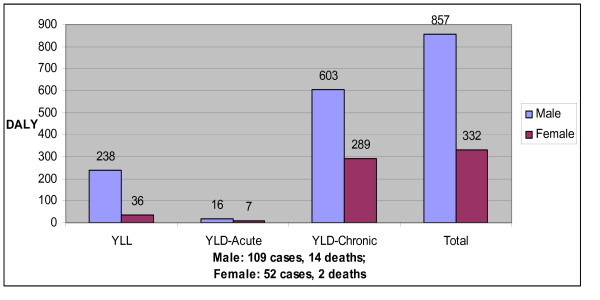 900
800
700
600
500
400
300
200
100
0
DALY
238
36
16
7
603
289
857
332
YLL
YLD-Acute
YLD-Chronic
Total
Male
Female
Male: 109 cases, 14 deaths;
Female: 52 cases, 2 deaths